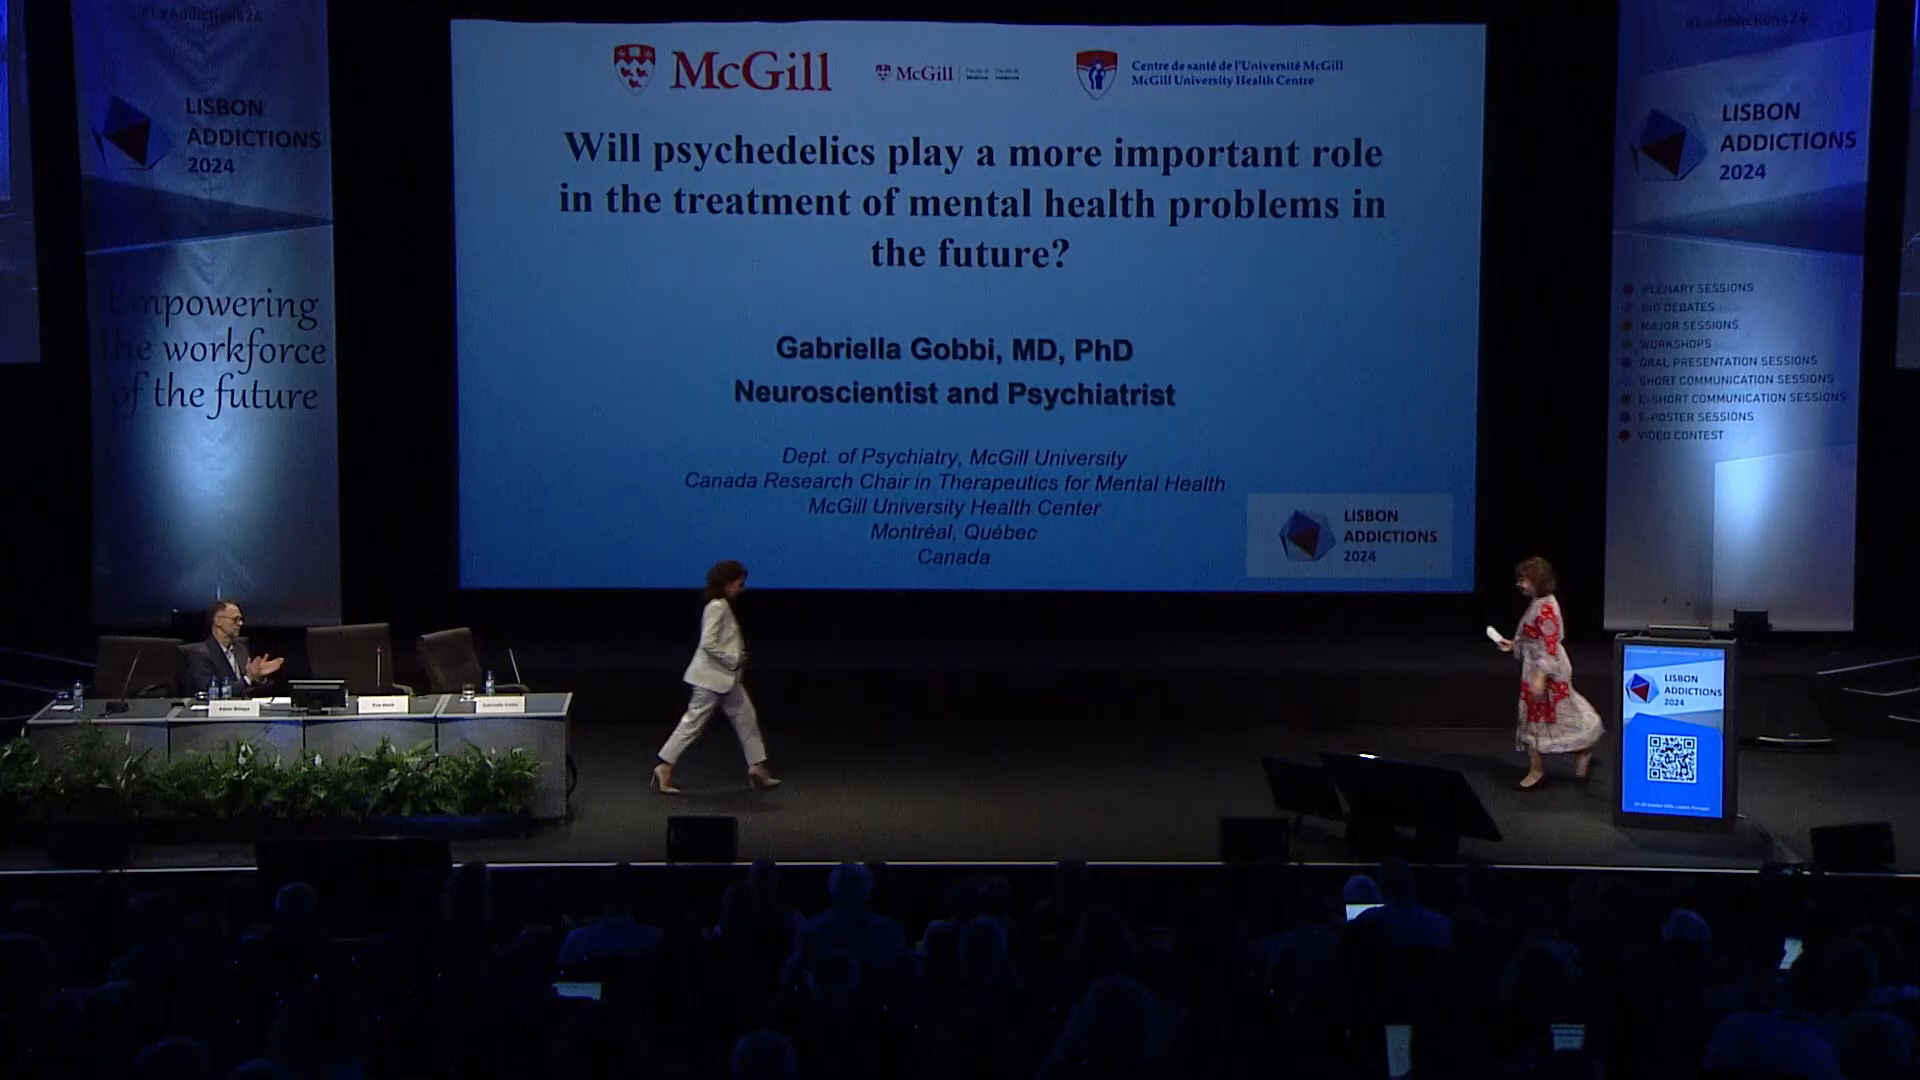 LISBON
ADDICTIONS
2024
Empowering
the workforce
of the future
McGill
McGill
Centre de santé de l'Université McGill
McGill University Health Centre
Will psychedelics play a more important role
in the treatment of mental health problems in
the future?
Gabriella Gobbi, MD, PhD
Neuroscientist and Psychiatrist
Dept. of Psychiatry, McGill University
Canada Research Chair in Therapeutics for Mental Health
McGill University Health Center
Montréal, Québec
Canada
LISBON
ADDICTIONS
2024
LISBON
ADDICTIONS
2024
PLENARY SESSIONS
BIG DEBATES
MAJOR SESSIONS
WORKSHOPS
ORAL PRESENTATION SESSIONS
SHORT COMMUNICATION SESSIONS
E-SHORT COMMUNICATION SESSIONS
E-POSTER SESSIONS
VIDEO CONTEST
LISBON
ADDICTIONS
2024